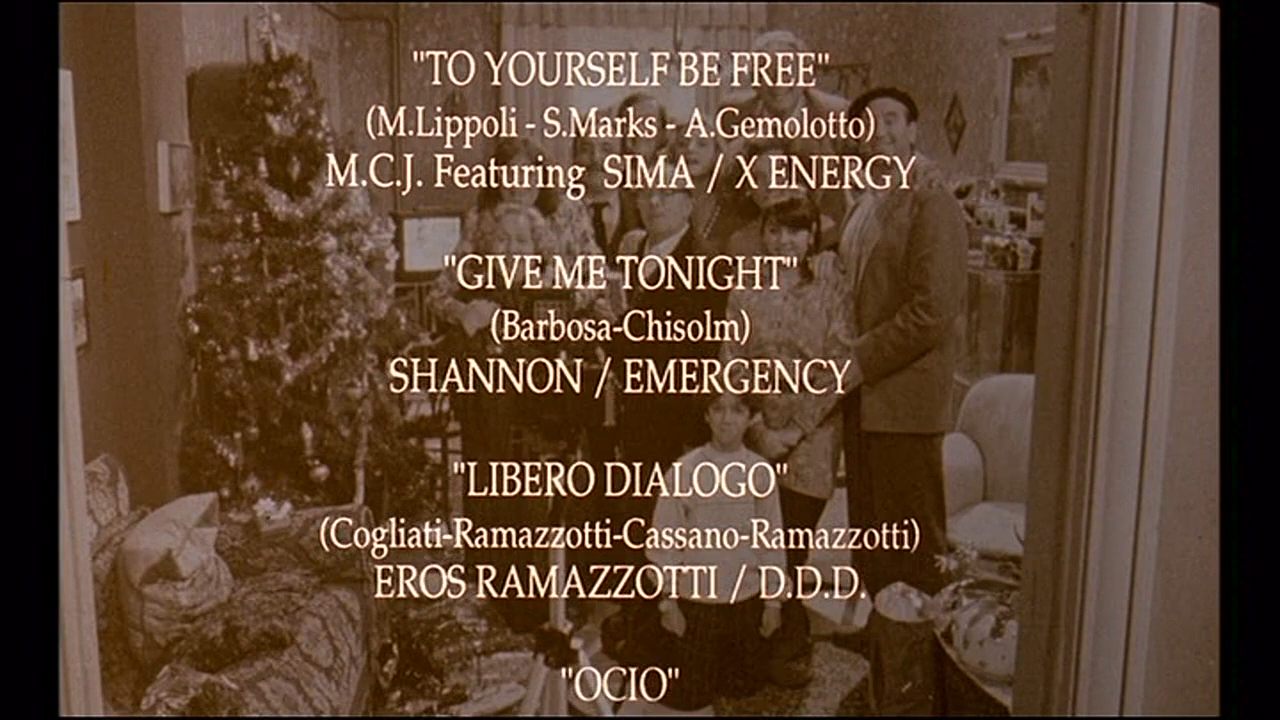 "TO YOURSELF BE FREE"
(M.Lippoli - S.Marks - A.Gemolotto)
M.C.J. Featuring SIMA / X ENERGY
"GIVE ME TONIGHT"
(Barbosa-Chisolm)
SHANNON / EMERGENCY
"LIBERO DIALOGO"
(Cogliati-Ramazzotti-Cassano-Ramazzotti)
EROS RAMAZZOTTI / D.D.D.
"OCIO"